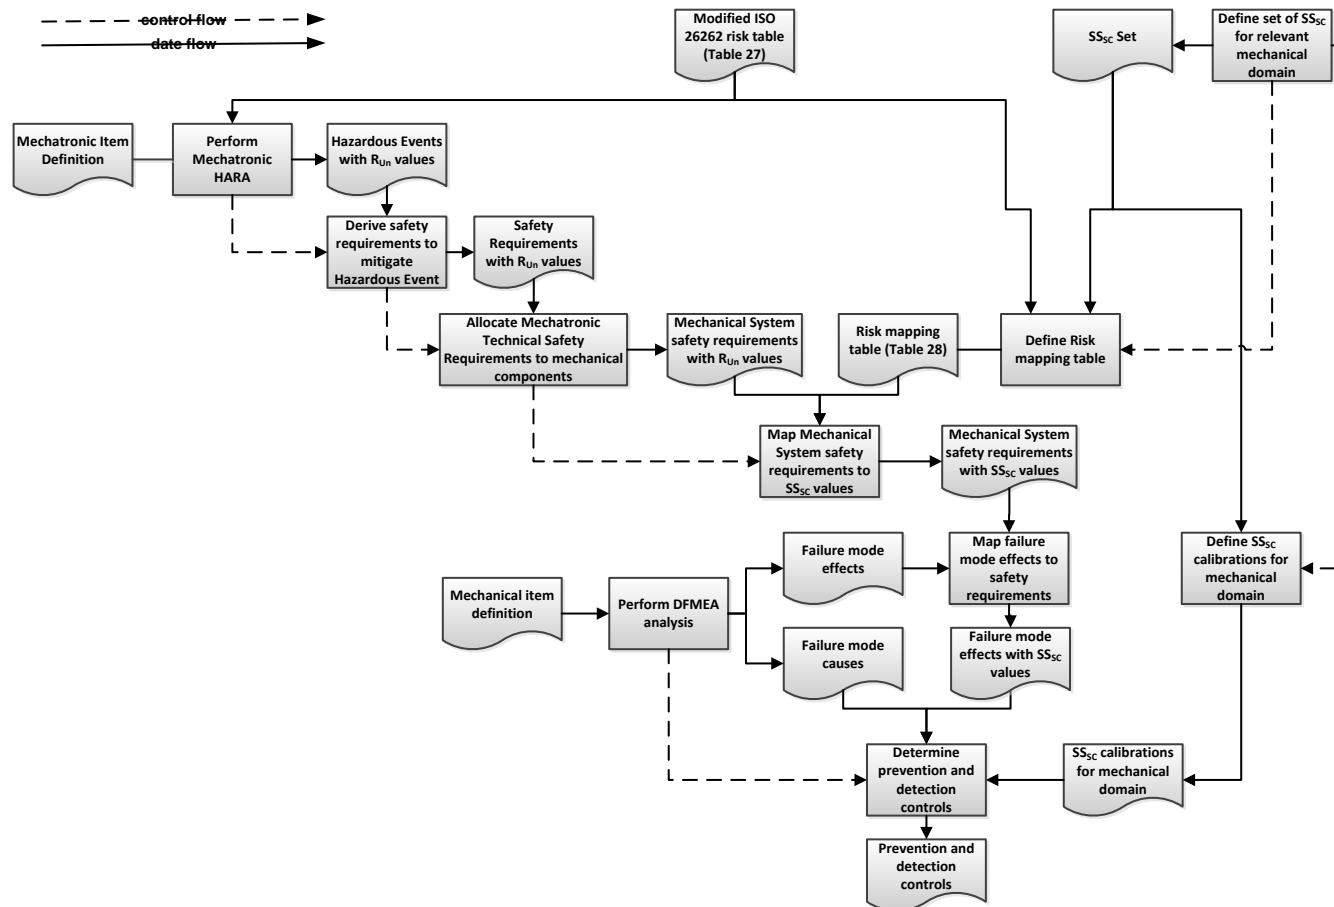 control flow
date flow
Modified ISO
26262 risk table
(Table 27)
SSSC Set
Define set of SSSC
for relevant
mechanical
domain
Mechatronic Item
Definition
Perform
Mechatronic
HARA
Hazardous Events
with RUn values
Derive safety
requirements to
mitigate
Hazardous Event
Safety
Requirements
with RUn values
Allocate Mechatronic
Technical Safety
Requirements to mechanical
components
Mechanical System
safety requirements
with RUn values
Risk mapping
table (Table 28)
Define Risk
mapping table
Map Mechanical
System safety
requirements to
SSSC values
Mechanical System
safety requirements
with SSSC values
Failure mode
effects
Map failure
mode effects to
safety
requirements
Define SSSC
calibrations for
mechanical
domain
Mechanical item
definition
Perform DFMEA
analysis
Failure mode
causes
Failure mode
effects with SSSC
values
Determine
prevention and
detection
controls
SSSC calibrations
for mechanical
domain
Prevention and
detection
controls